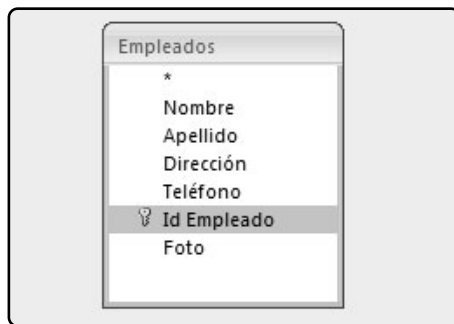 Empleados
*
Nombre
Apellido
Dirección
Teléfono
Id Empleado
Foto